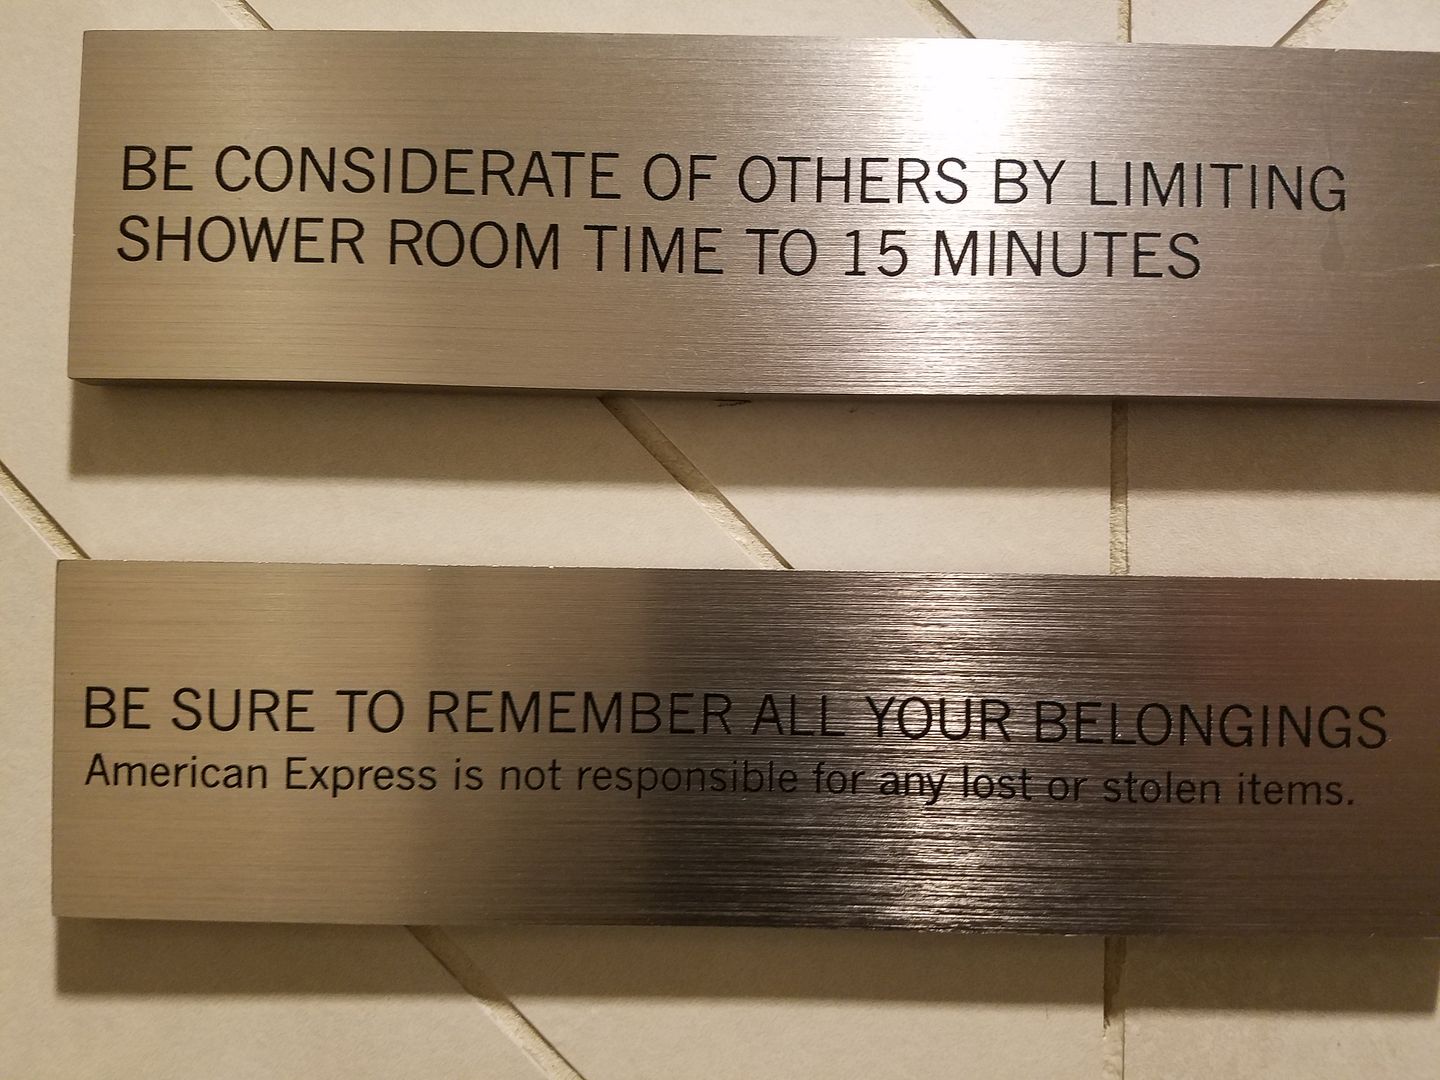 BE CONSIDERATE OF OTHERS BY LIMITING
SHOWER ROOM TIME TO 15 MINUTES
BE SURE TO REMEMBER ALL YOUR BELONGINGS
American Express is not responsible for any lost or stolen items.